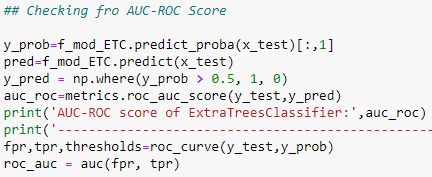 ## Checking fro AUC-ROC Score
y_prob=f_mod_ETC.predict_proba(x_test)[:,1]
pred=f_mod_ETC.predict(x_test)
y_pred = np.where(y_prob > 0.5, 1, 0)
auc_roc=metrics.roc_auc_score(y_test,y_pred)
print('AUC-ROC score of ExtraTreesClassifier:',auc_roc)
print('-----------------------------------------------
fpr,tpr,thresholds=roc_curve(y_test,y_prob)
roc_auc = auc(fpr, tpr)